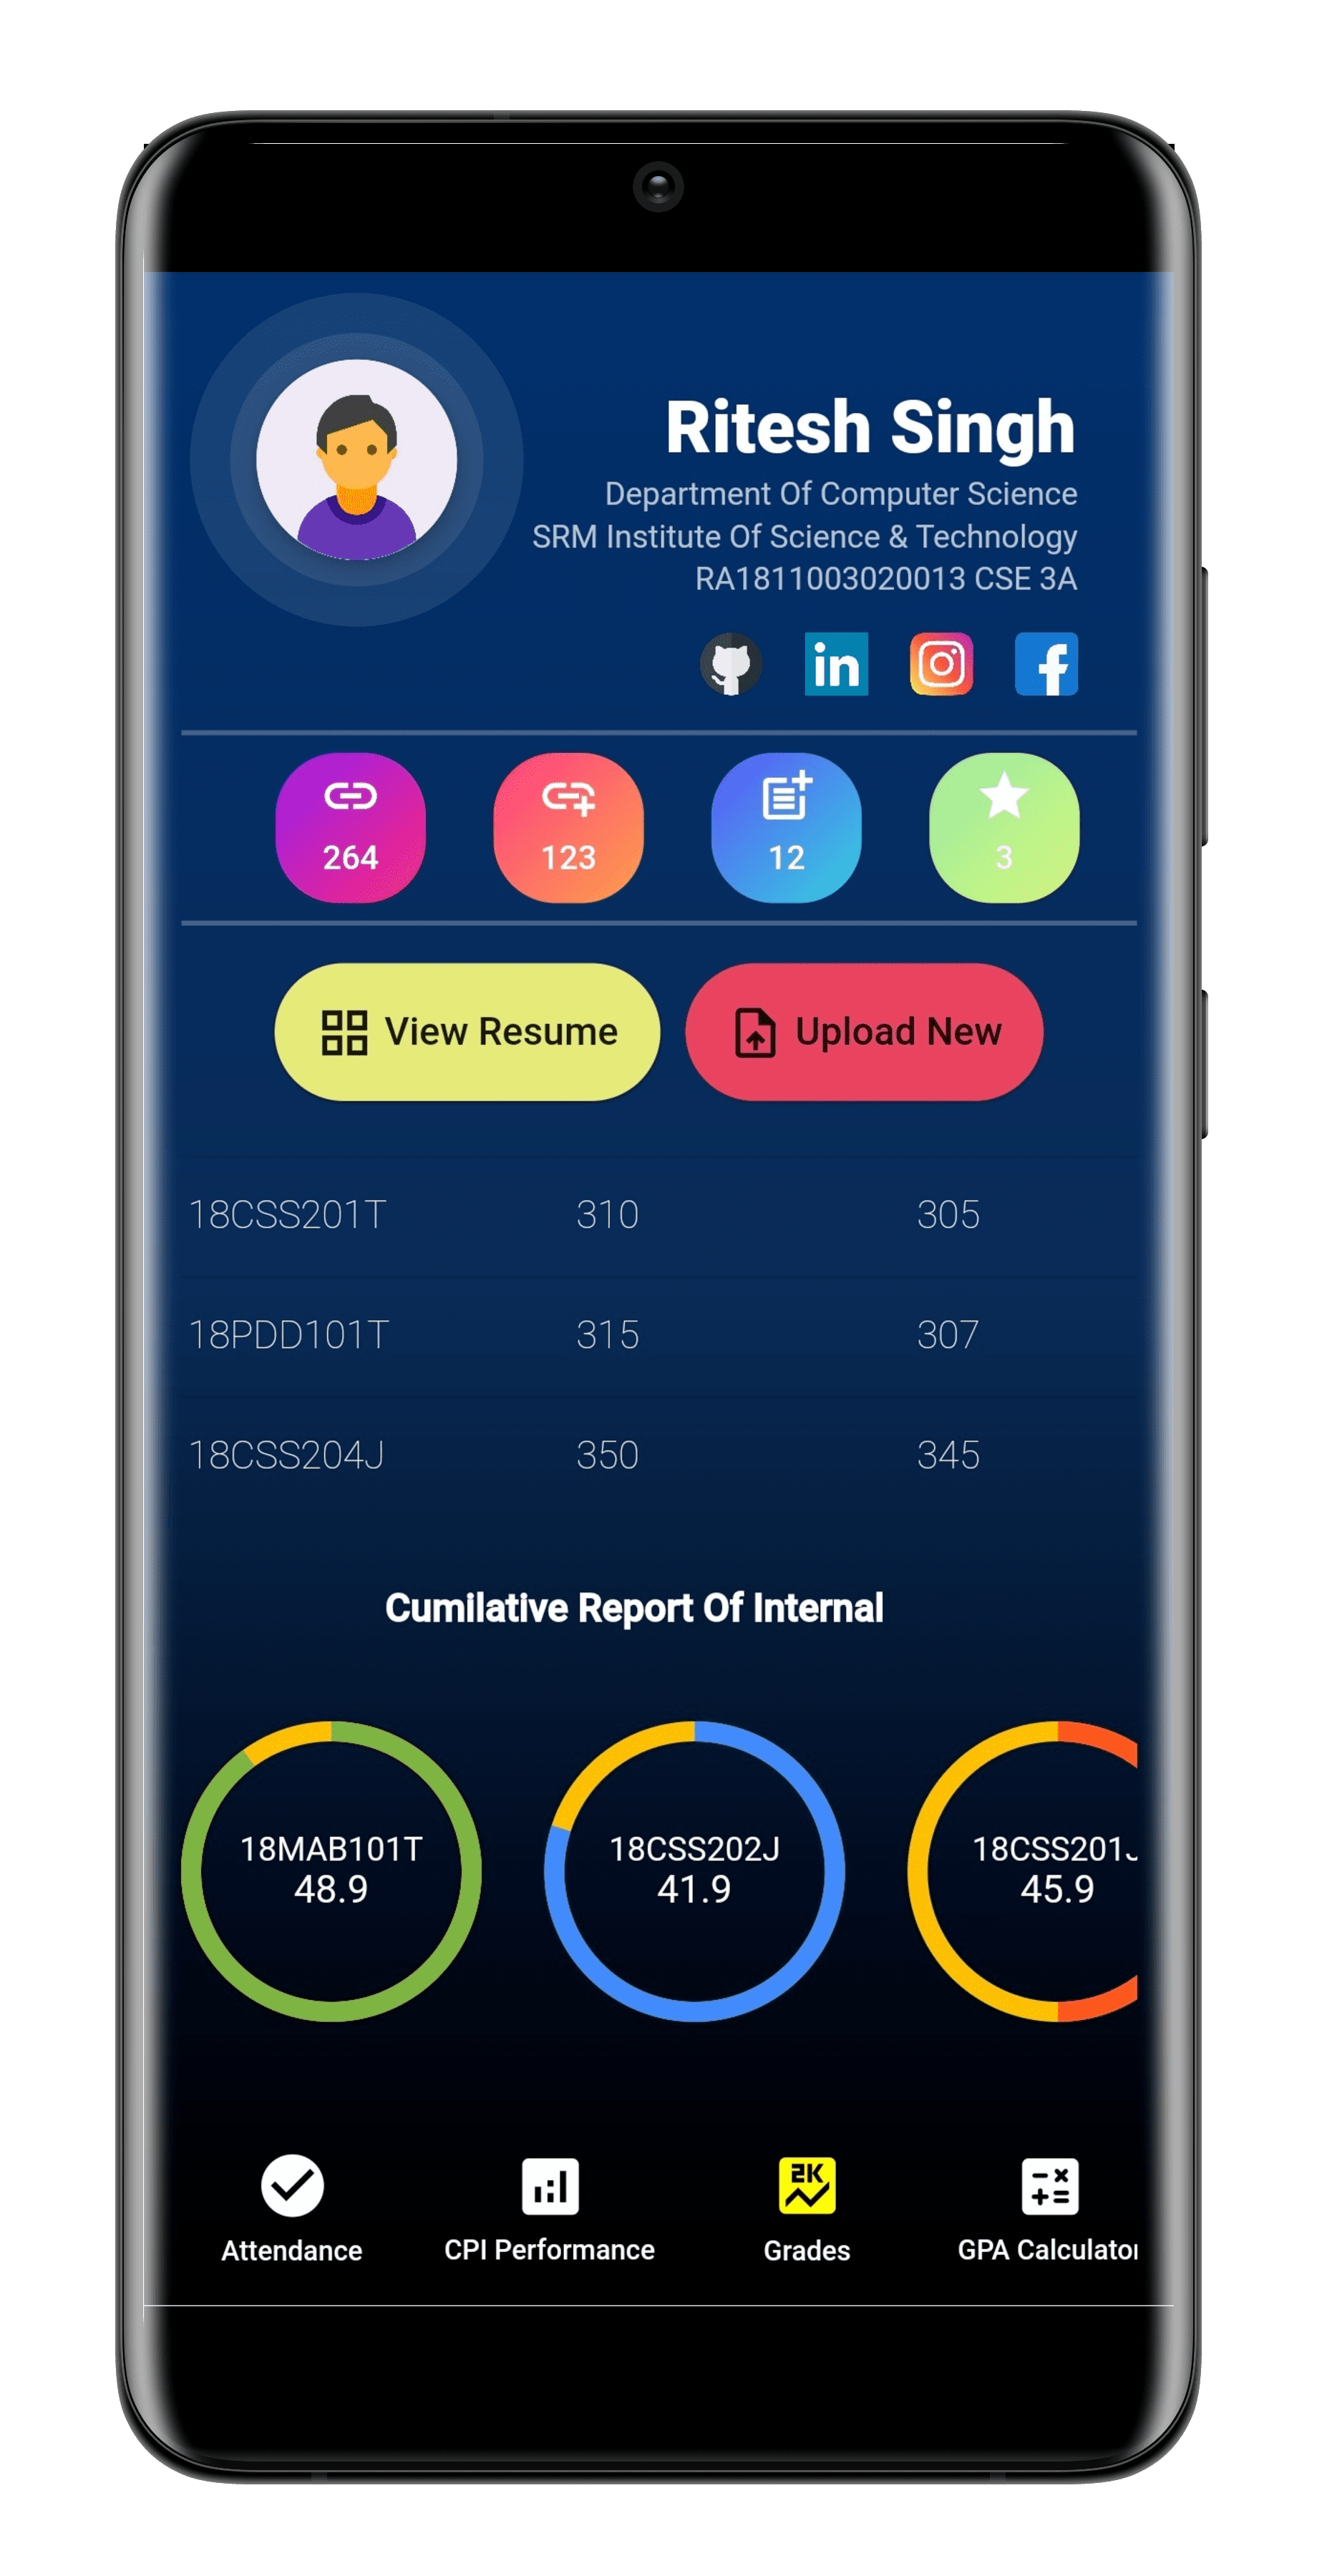 Ritesh Singh
Department Of Computer Science
SRM Institute Of Science & Technology
RA1811003020013 CSE 3A
in
264 123 12 3
View Resume Upload New
18CSS201T 310 305
18PDD101T 315 307
18CSS204J 350 345
Cumilative Report Of Internal
18MAB101T 18CSS202J 18CSS201J
48.9 41.9 45.9
2K
Attendance CPI Performance Grades GPA Calculator